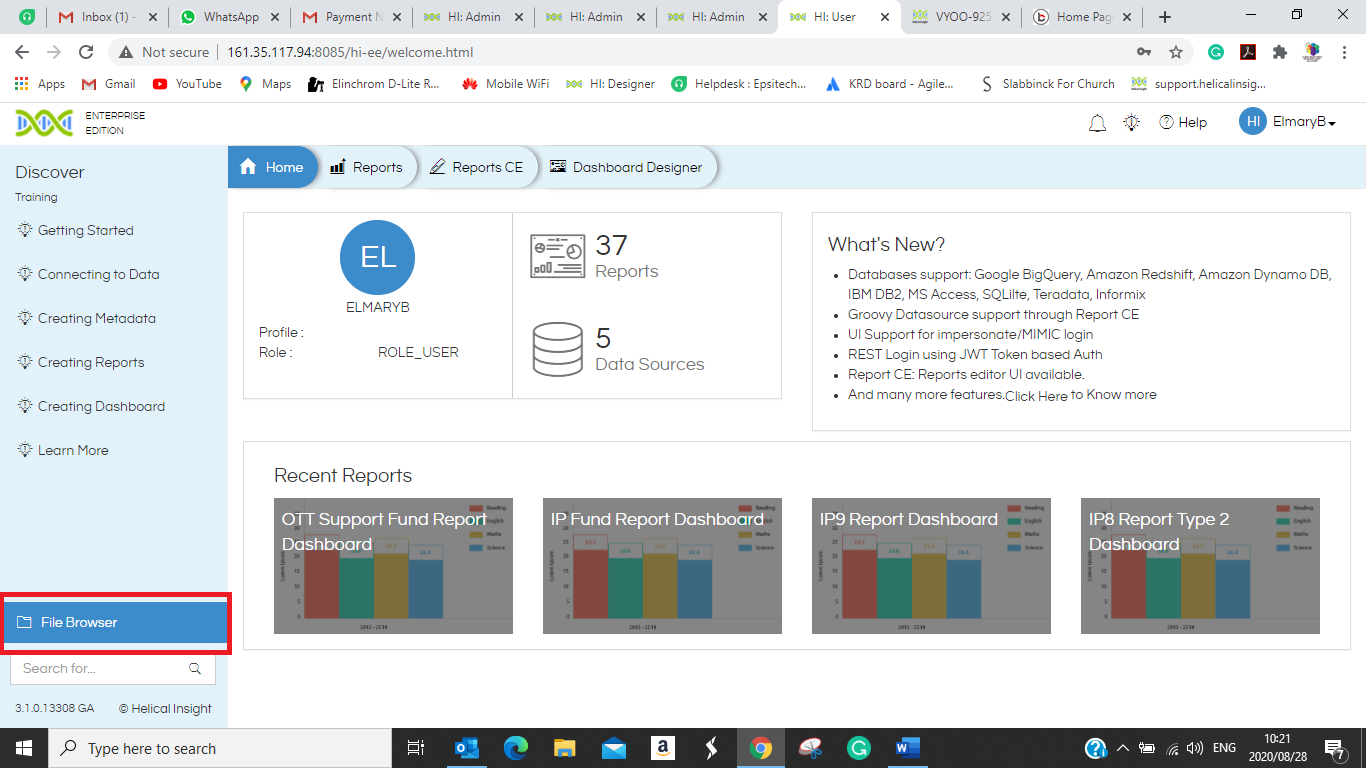 Inbox (1) -
WhatsApp
Payment N
HI: Admin
HI: Admin
HI: Admin
HI: User
VYOO-925
Home Pag
Not secure
161.35.117.94:8085/hi-ee/welcome.html
Apps
Gmail
YouTube
Maps
Elinchrom D-Lite R...
Mobile WiFi
HI: Designer
Helpdesk : Epsitech...
KRD board - Agile...
Slabbinck For Church
support.helicalinsig...
ENTERPRISE
EDITION
Help
HI
ElmaryB
Discover
Training
Getting Started
Connecting to Data
Creating Metadata
Creating Reports
Creating Dashboard
Learn More
File Browser
Search for...
3.1.0.13308 GA
© Helical Insight
Home
Reports
Reports CE
Dashboard Designer
EL
ELMARYB
Profile :
Role : ROLE_USER
37
Reports
5
Data Sources
What's New?
• Databases support: Google BigQuery, Amazon Redshift, Amazon Dynamo DB,
IBM DB2, MS Access, SQLilte, Teradata, Informix
• Groovy Datasource support through Report CE
• UI Support for impersonate/MIMIC login
• REST Login using JWT Token based Auth
• Report CE: Reports editor UI available.
• And many more features.Click Here to Know more
Recent Reports
OTT Support Fund Report
Dashboard
IP Fund Report Dashboard
IP9 Report Dashboard
IP8 Report Type 2
Dashboard
Type here to search
ENG
10:21
2020/08/28
7